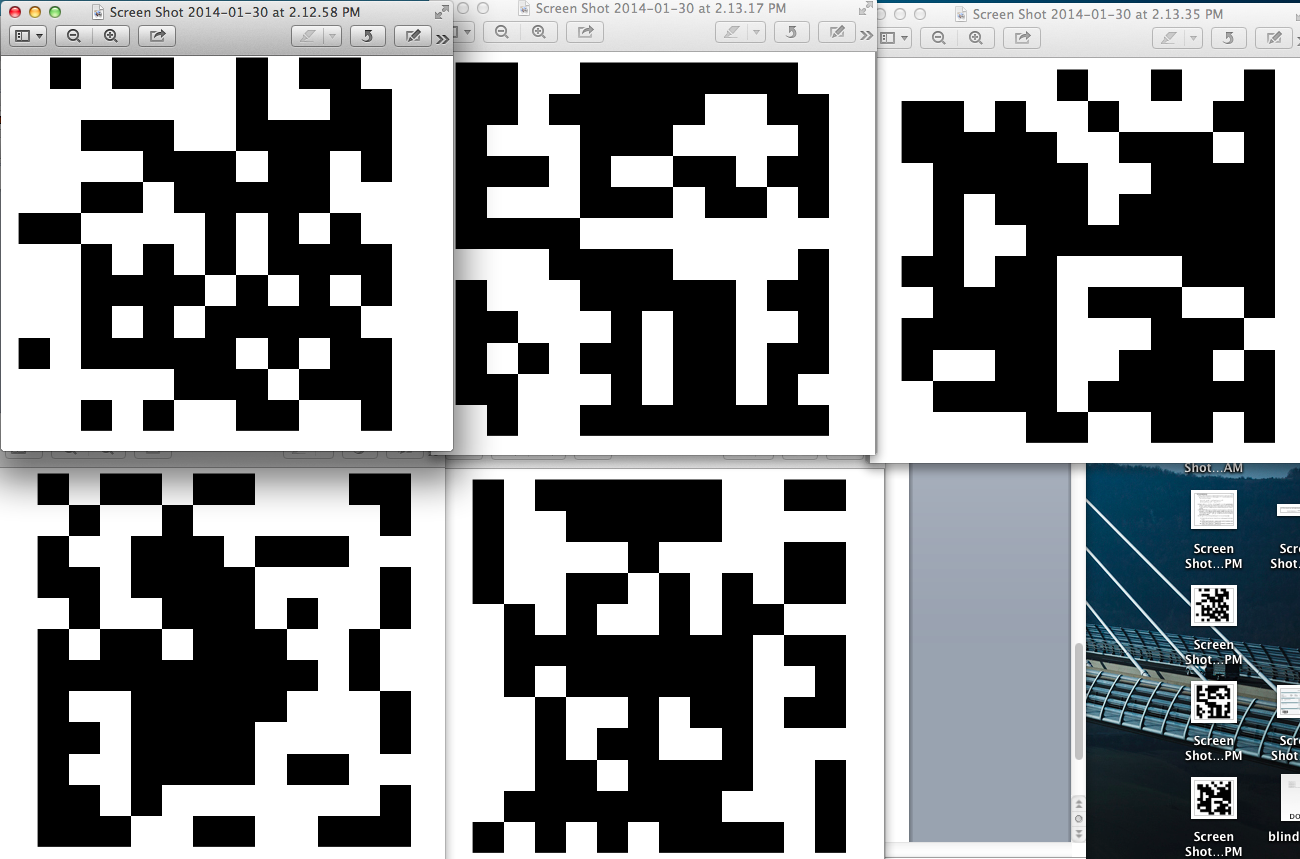 Screen Shot 2014-01-30 at 2.12.58 PM
Screen Shot 2014-01-30 at 2.13.17 PM
Screen Shot 2014-01-30 at 2.13.35 PM
Shot...AM
Screen
Shot...PM
Scre
Shot...
Screen
Shot...PM
Screen
Shot...PM
Scre
Shot...
Screen
Shot...PM
DO
blind